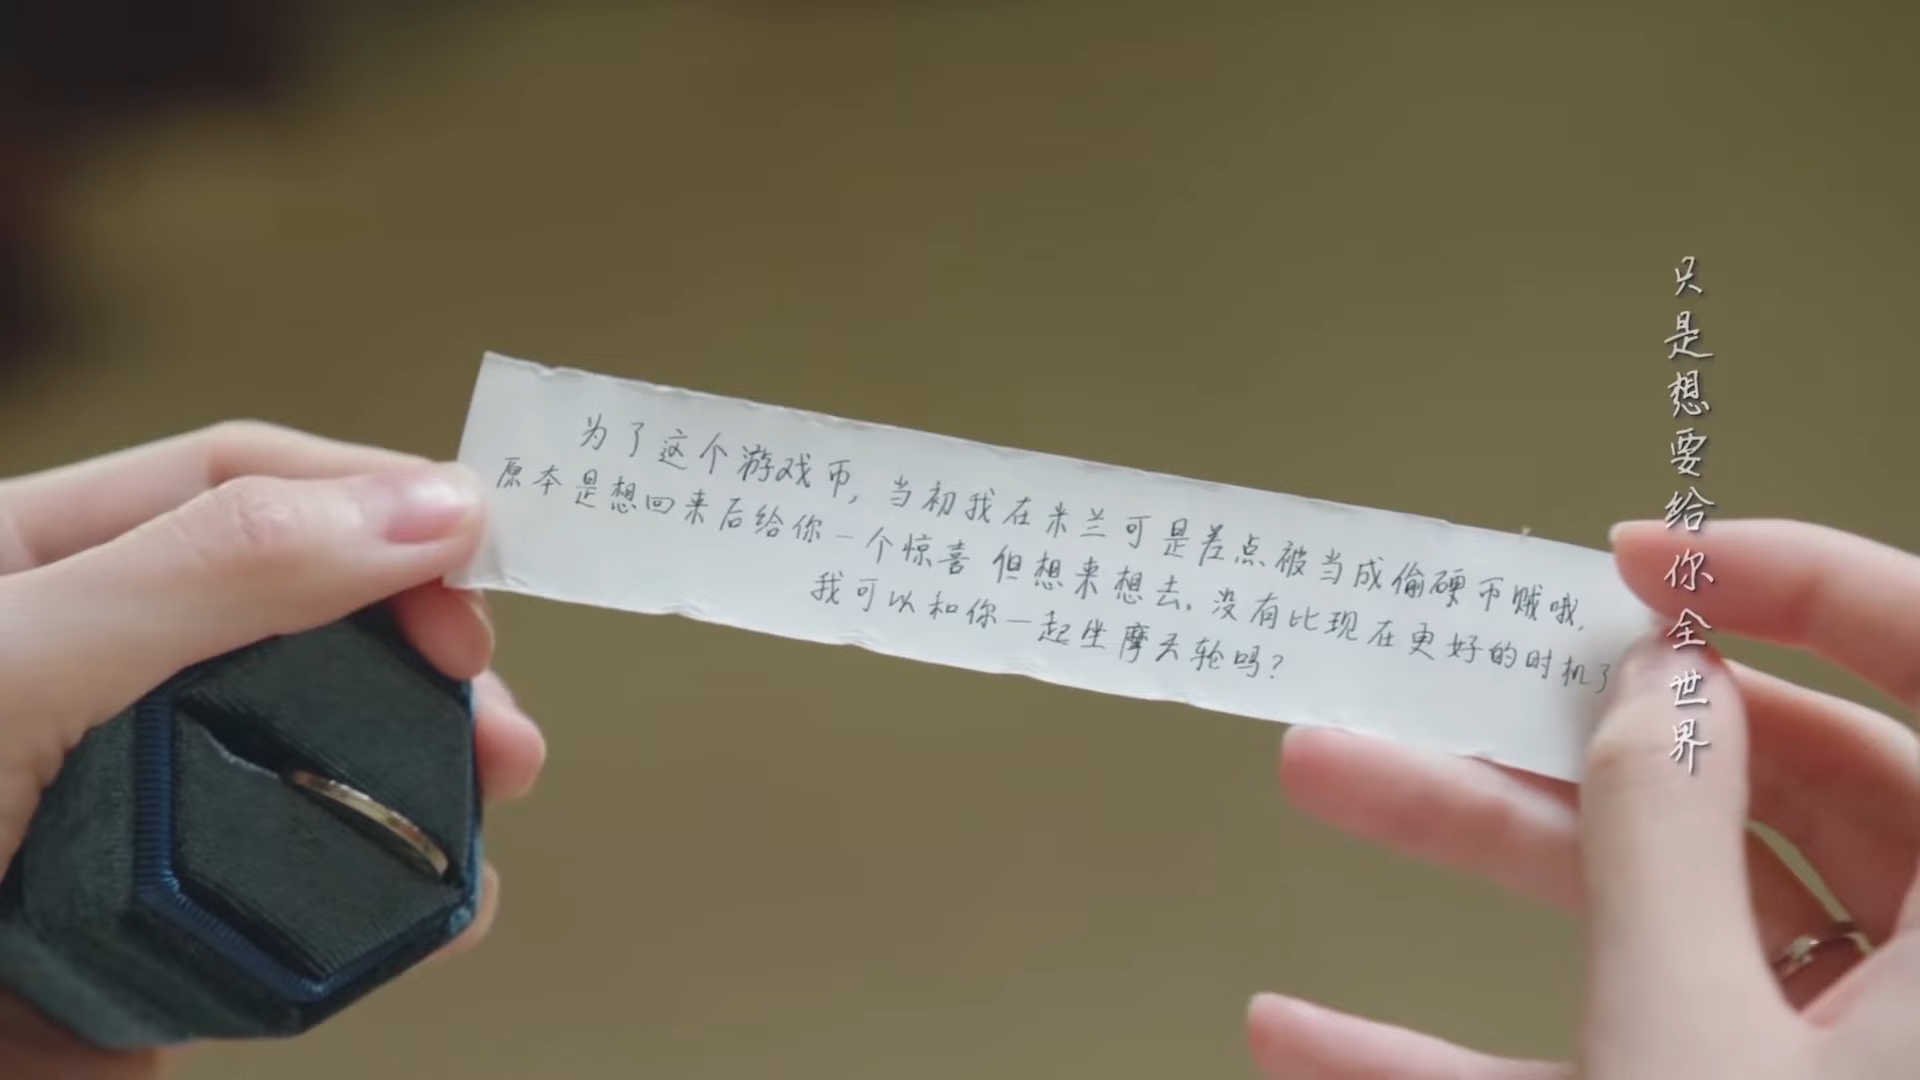 为了这个游戏币，当初我在米兰可是差点被当成偷硬币贼哦，
原本是想回来后给你一个惊喜 但想来想去，没有比现在更好的时机了
我可以和你一起坐摩天轮吗？
只是想要给你全世界